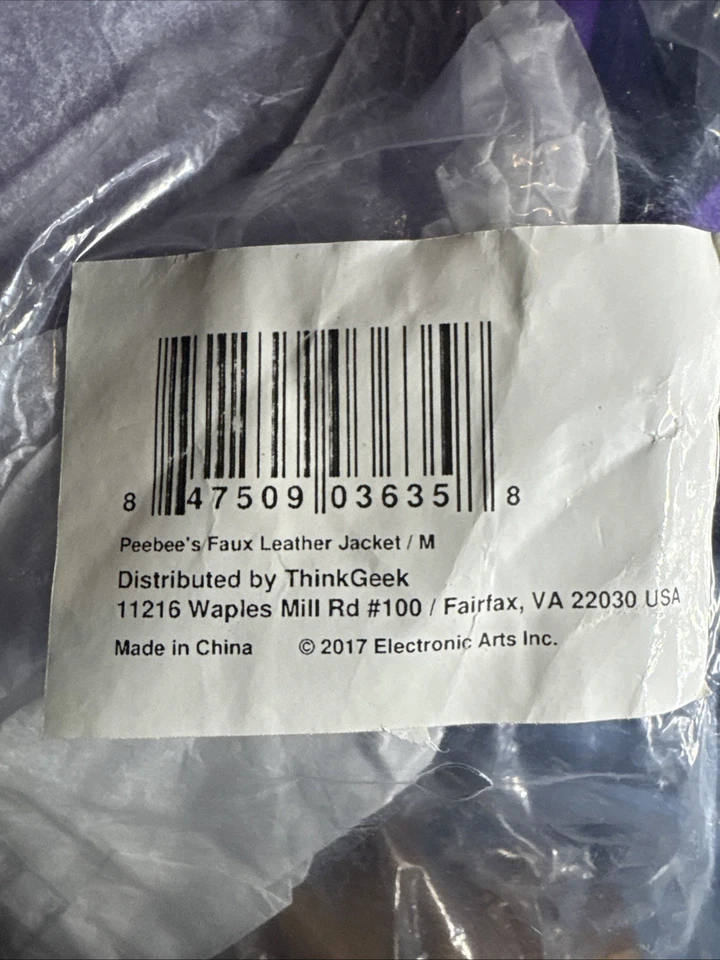 8 47509 03635 8
Peebee's Faux Leather Jacket / M
Distributed by ThinkGeek
11216 Waples Mill Rd #100 / Fairfax, VA 22030 USA
Made in China © 2017 Electronic Arts Inc.